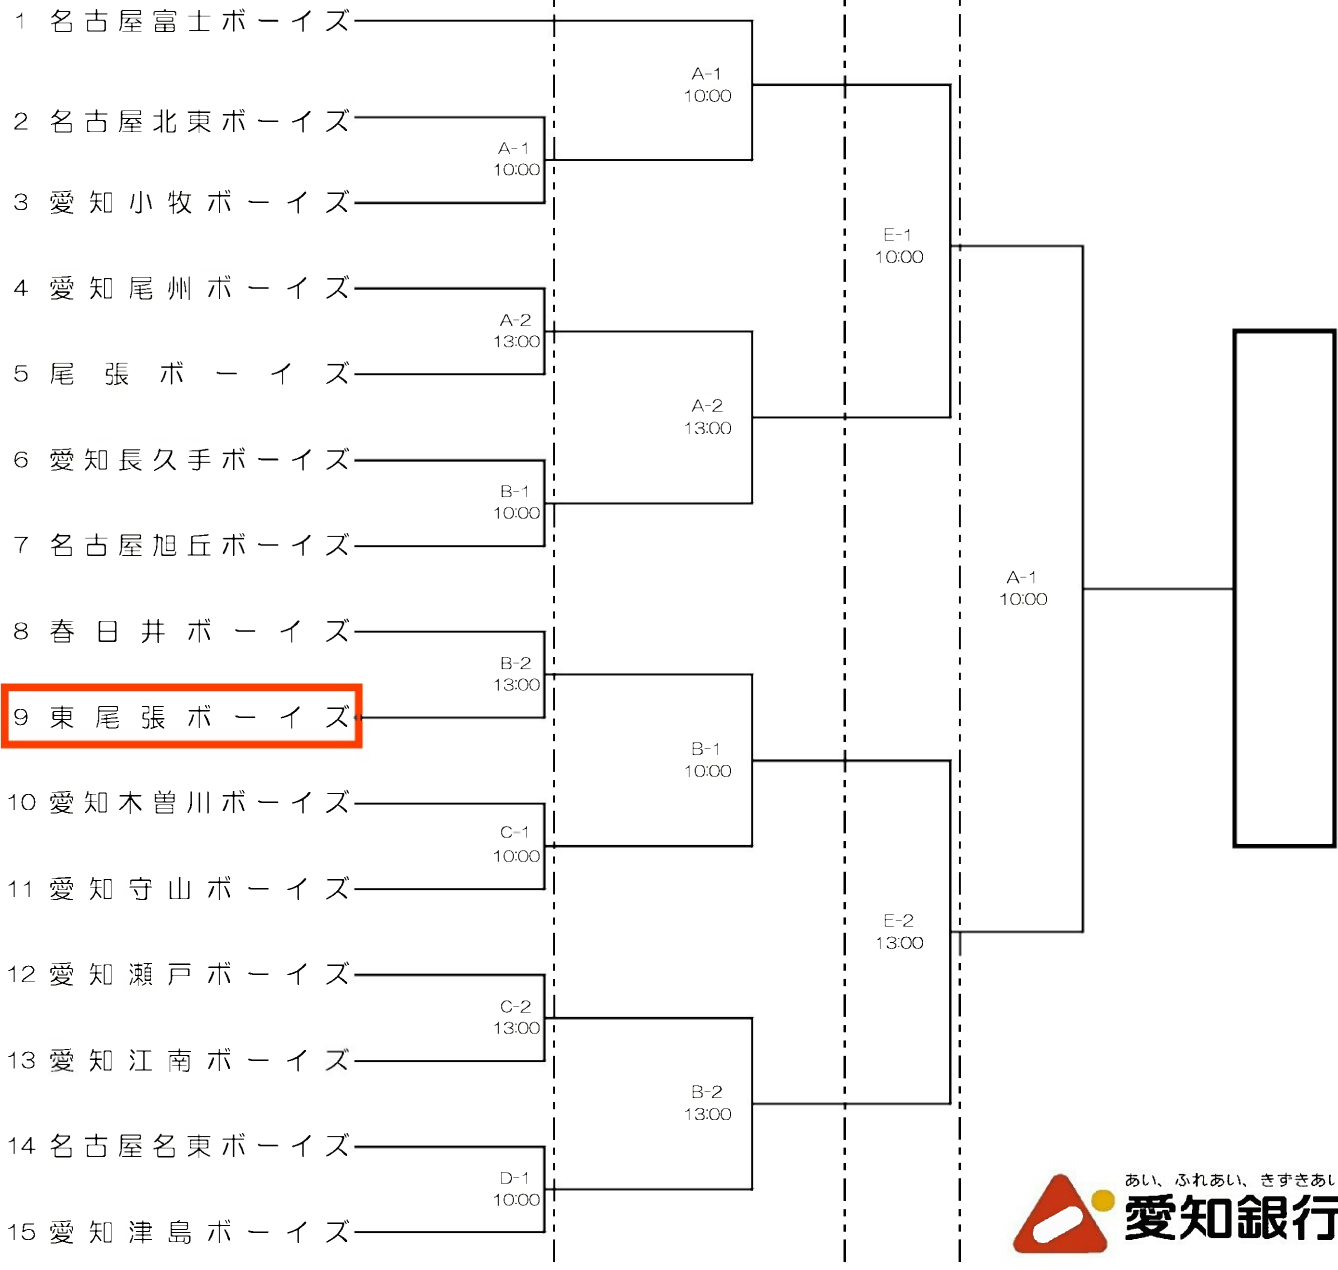 1 名古屋富士ボーイズ
A-1
10:00
2 名古屋北東ボーイズ
A-1
10:00
3 愛知小牧ボーイズ
E-1
10:00
4 愛知尾州ボーイズ
A-2
13:00
5 尾張ボーイズ
A-2
13:00
6 愛知長久手ボーイズ
B-1
10:00
7 名古屋旭丘ボーイズ
A-1
10:00
8 春日井ボーイズ
B-2
13:00
9 東尾張ボーイズ
B-1
10:00
10 愛知木曽川ボーイズ
C-1
10:00
11 愛知守山ボーイズ
E-2
13:00
12 愛知瀬戸ボーイズ
C-2
13:00
13 愛知江南ボーイズ
B-2
13:00
14 名古屋名東ボーイズ
D-1
10:00
15 愛知津島ボーイズ
あい、ふれあい、きずきあい
愛知銀行